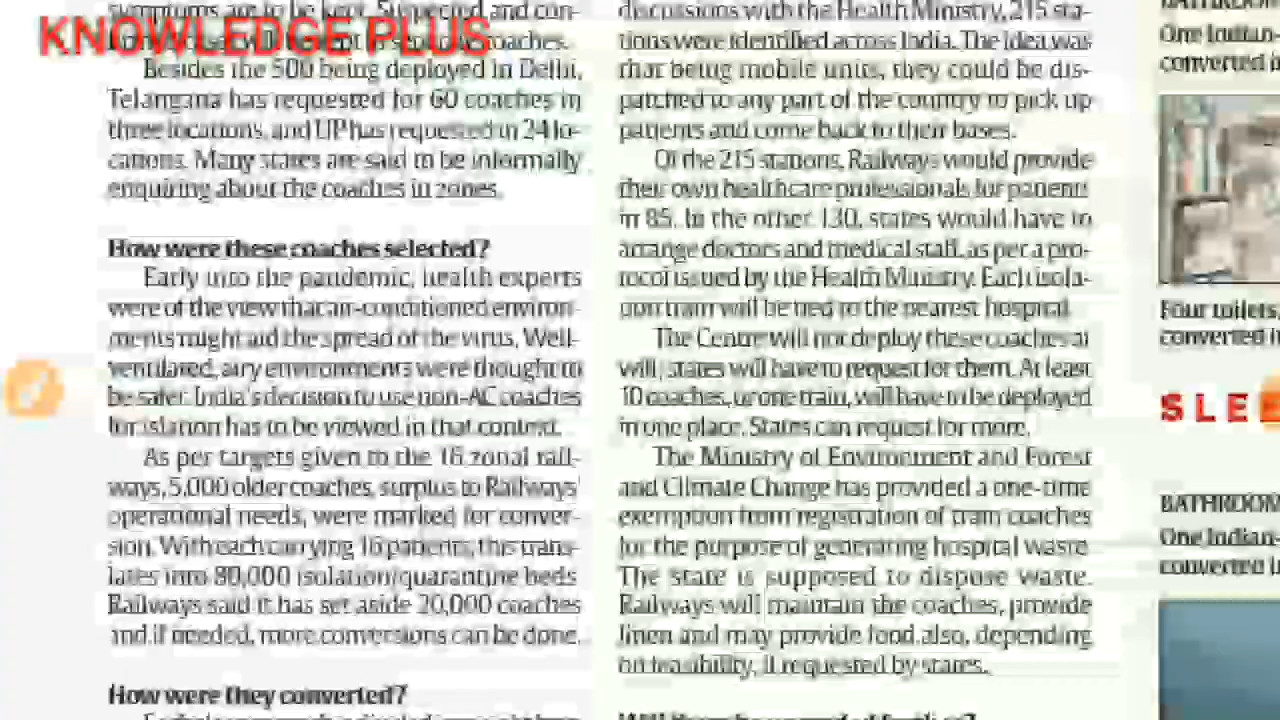 KNOWLEDGE PLUS
symptoms are to be kept. Suspected and con-
coaches.
Besides the 500 being deployed in Delhi,
Telangana has requested for 60 coaches in
three locations, and UP has requested in 24 lo-
cations. Many states are said to be informally
enquiring about the coaches in zones.
How were these coaches selected?
Early into the pandemic, health experts
were of the view that air-conditioned environ-
ments might aid the spread of the virus. Well-
ventilated, airy environments were thought to
be safer. India's decision to use non-AC coaches
for islation has to be viewed in that context.
As per targets given to the 16 zonal rail-
ways, 5,000 older coaches, surplus to Railways'
operational needs, were marked for conver-
sion. With each carrying 16 patients, this trans-
lates into 80,000 isolation/quarantine beds.
Railways said it has set aside 20,000 coaches
and if needed, more conversions can be done.
How were they converted?
discussions with the Health Ministry, 215 sta-
tions were identified across India. The idea was
that being mobile units, they could be dis-
patched to any part of the country to pick up
patients and come back to their bases.
Of the 215 stations, Railways would provide
their own healthcare professionals for patients
in 85. In the other 130, states would have to
arrange doctors and medical staff, as per a pro-
tocol issued by the Health Ministry. Each isola-
tion train will be tied to the nearest hospital.
The Centre will not deploy these coaches at
will; states will have to request for them. At least
10 coaches, or one train, will have to be deployed
in one place. States can request for more.
The Ministry of Environment and Forest
and Climate Change has provided a one-time
exemption from registration of train coaches
for the purpose of generating hospital waste.
The state is supposed to dispose waste.
Railways will maintain the coaches, provide
linen and may provide food also, depending
on feasibility, if requested by states.
One Indian-
converted i
Four toilets,
converted i
SLE
BATHROOM
One Indian-
converted i